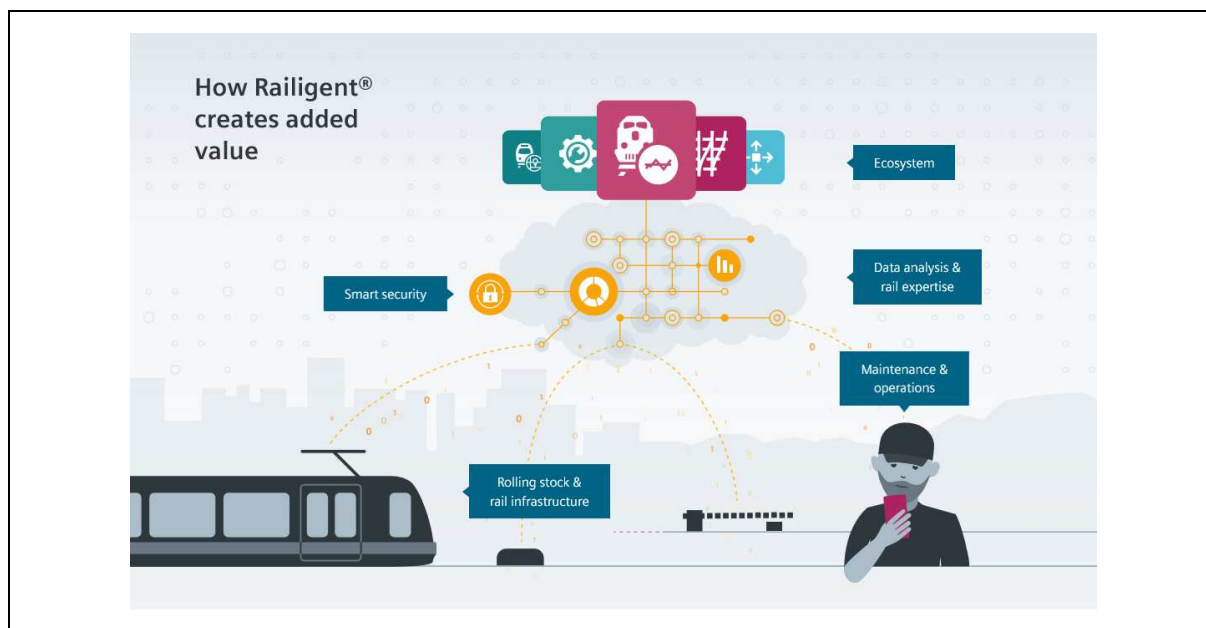 How Railigent®
creates added
value
Ecosystem
Smart security
Data analysis &
rail expertise
Maintenance &
operations
Rolling stock &
rail infrastructure